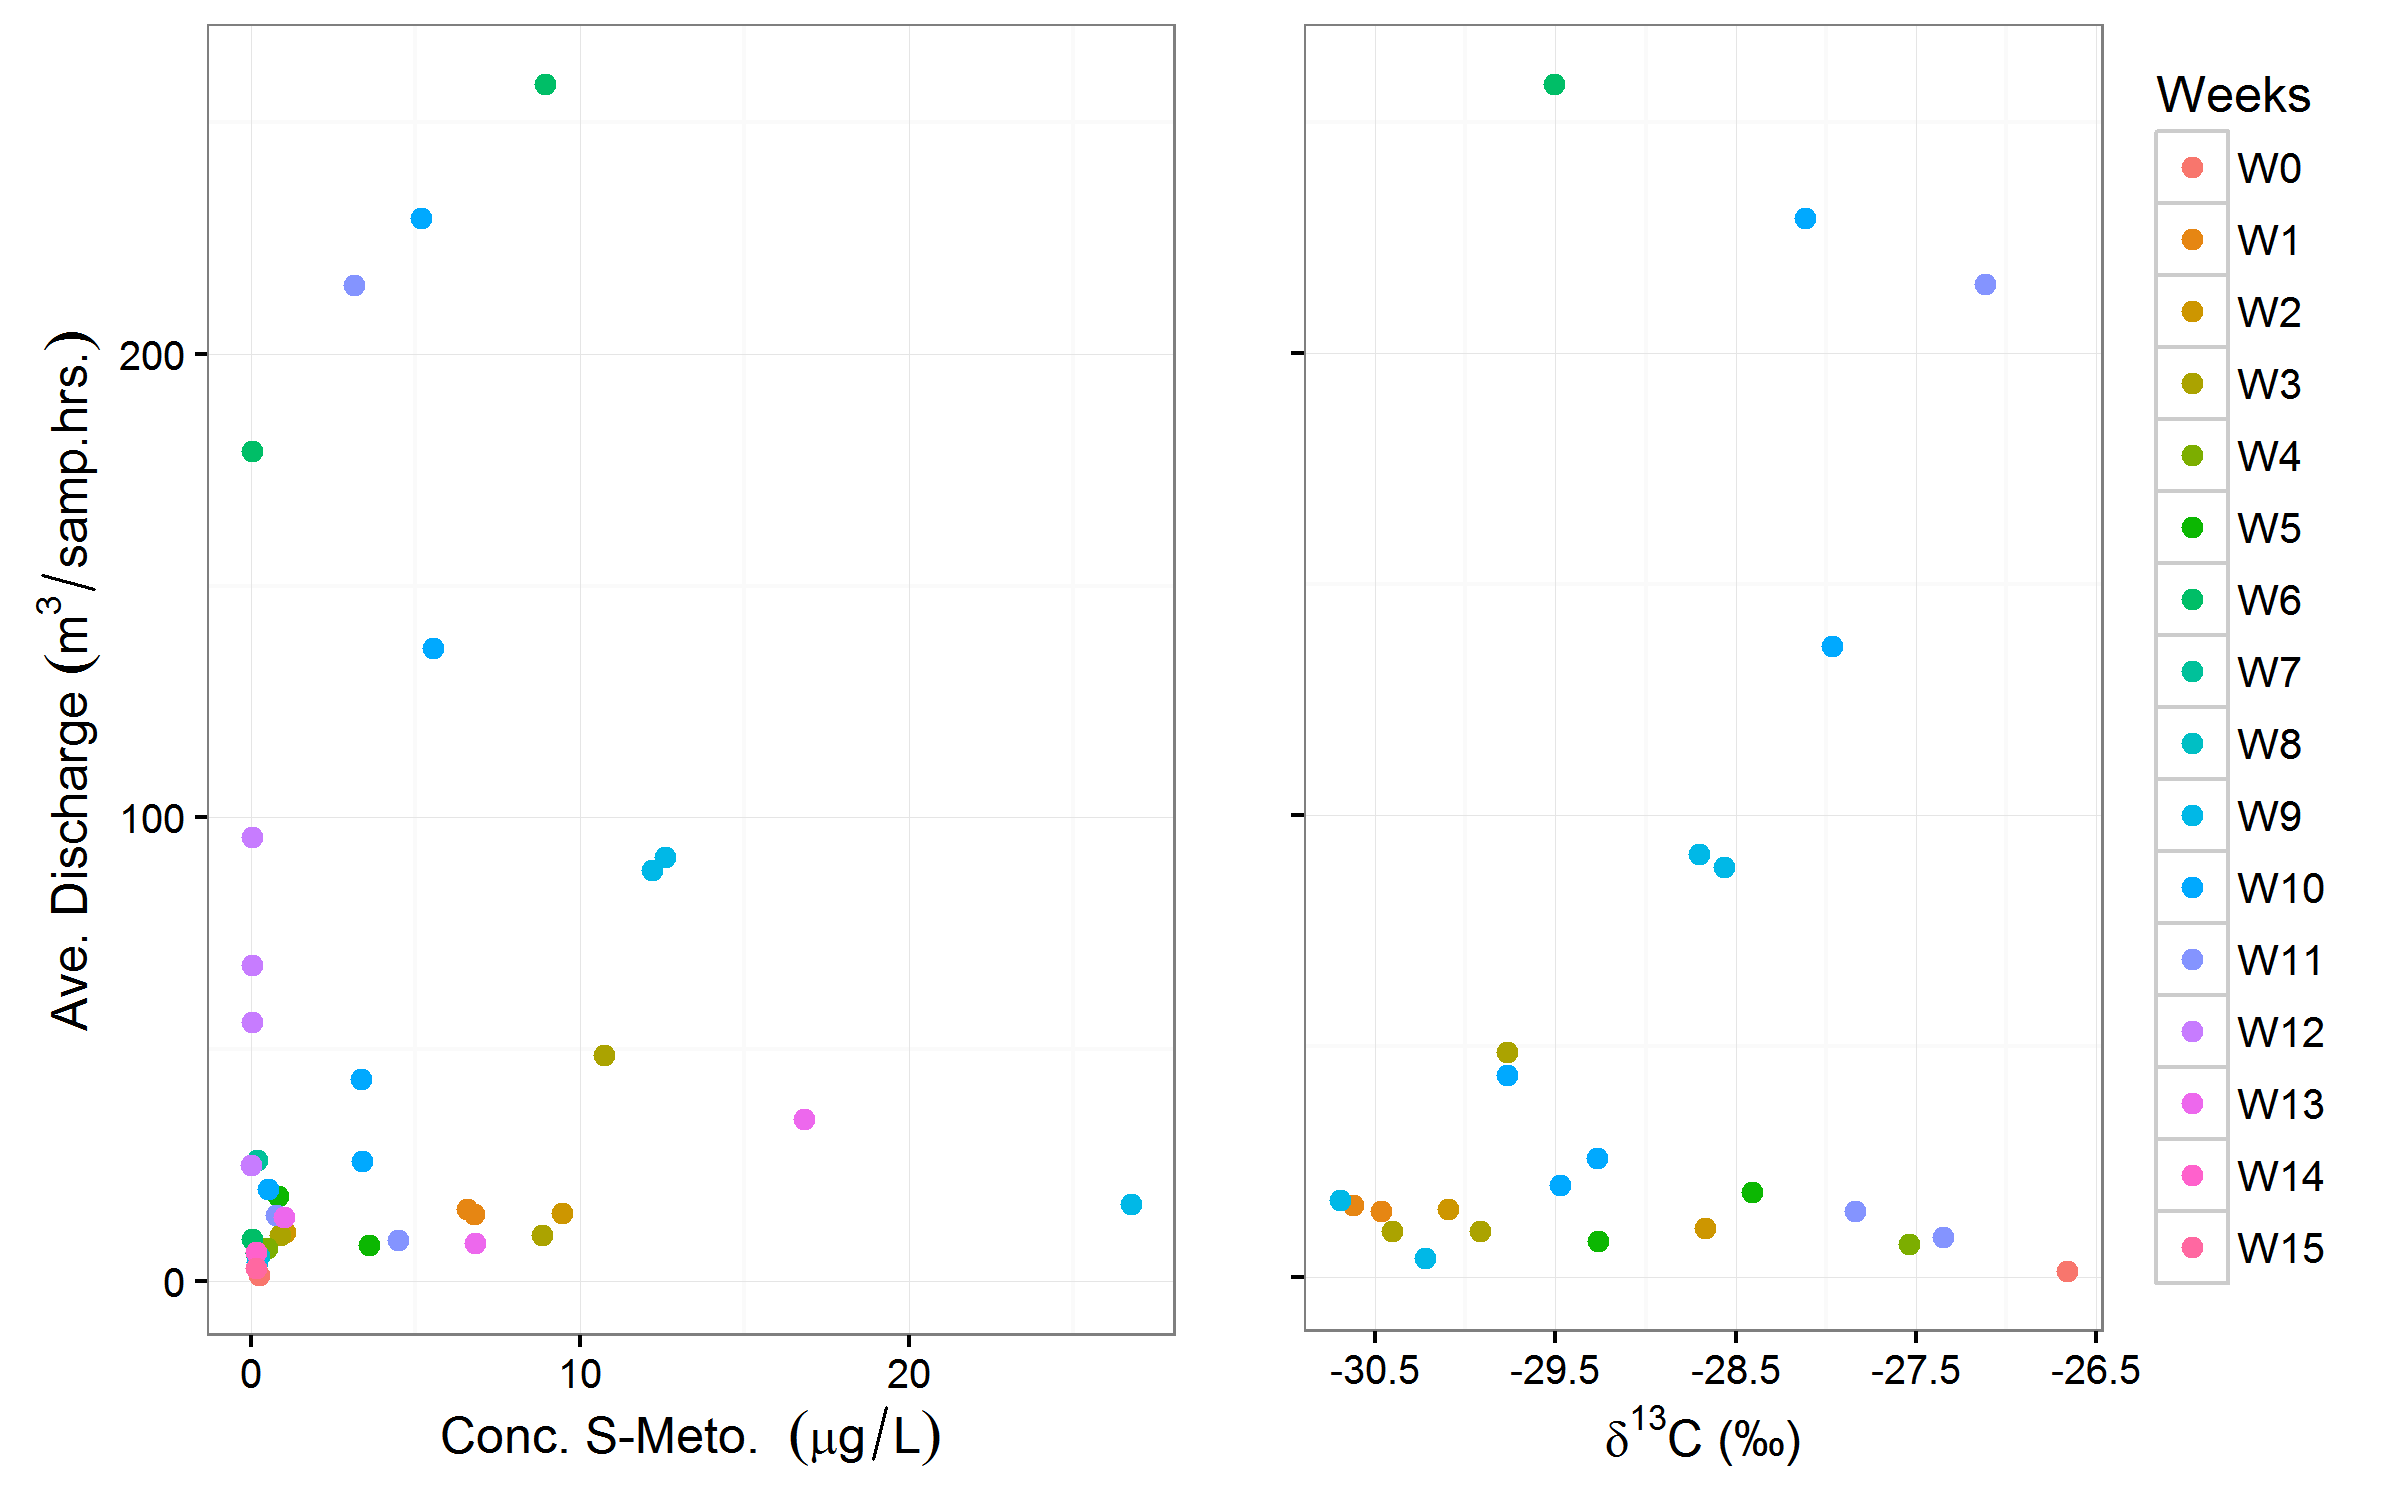 Ave. Discharge (m³/samp.hrs.)
200
100
0
0 10 20
Conc. S-Meto. (μg/L)
-30.5 -29.5 -28.5 -27.5 -26.5
δ¹³C (‰)
Weeks
W0
W1
W2
W3
W4
W5
W6
W7
W8
W9
W10
W11
W12
W13
W14
W15